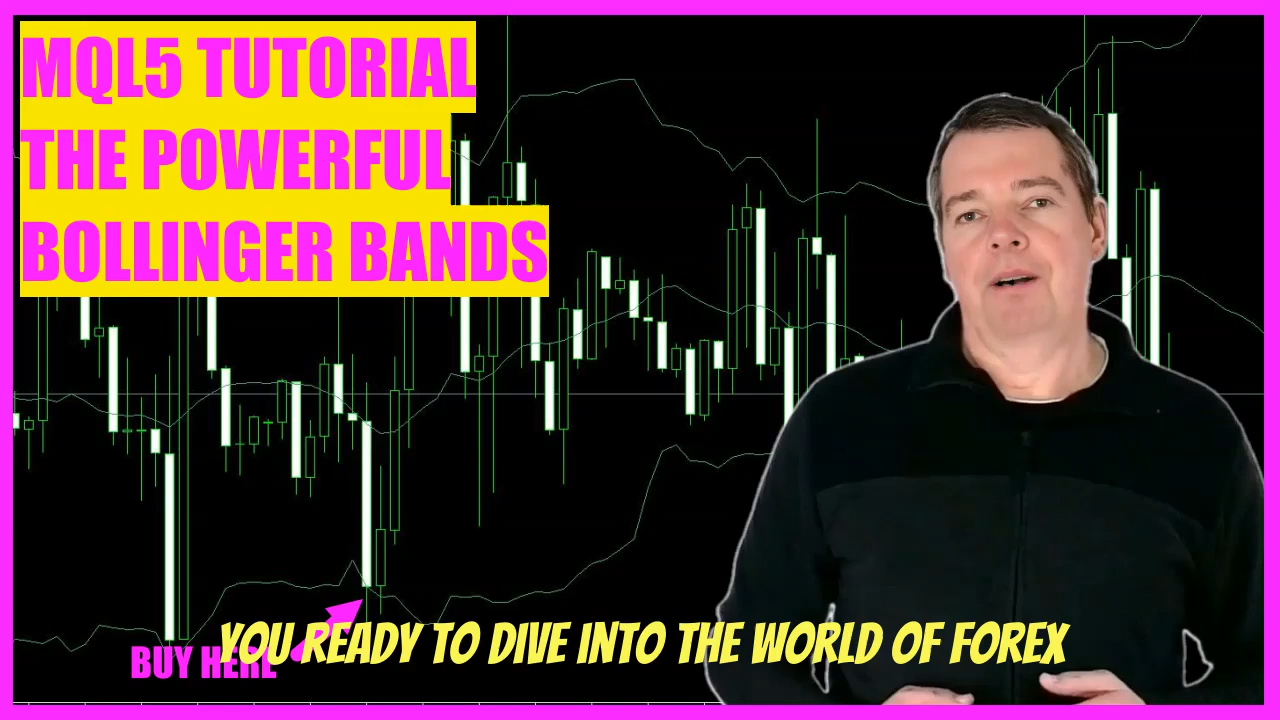 MQL5 TUTORIAL
THE POWERFUL
BOLLINGER BANDS
BUY HERE
YOU READY TO DIVE INTO THE WORLD OF FOREX